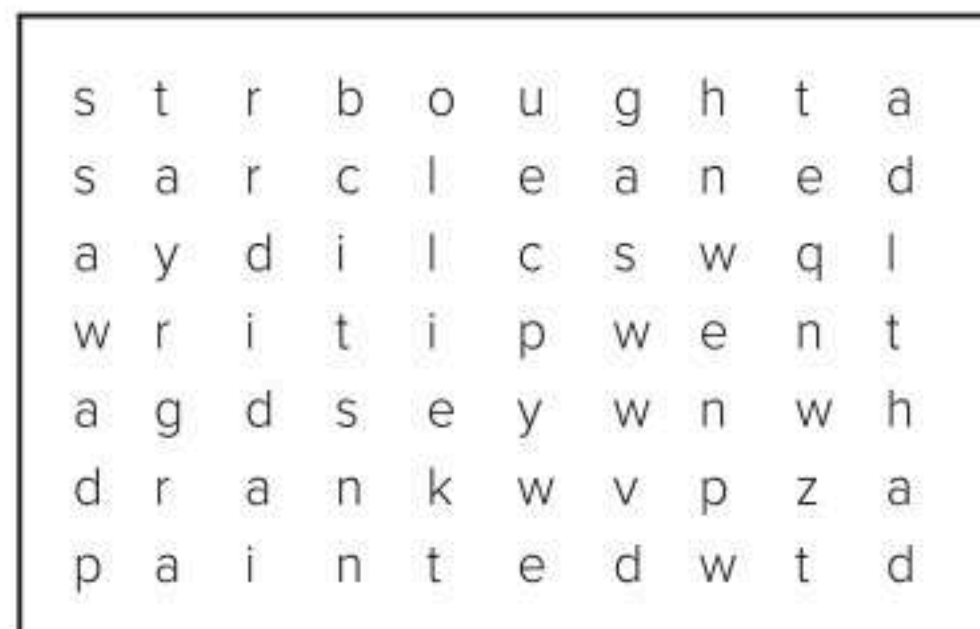 s t r b o u g h t a
s a r c l e a n e d
a y d i l c s w q l
w r i t i p w e n t
a g d s e y w n w h
d r a n k w v p z a
p a i n t e d w t d